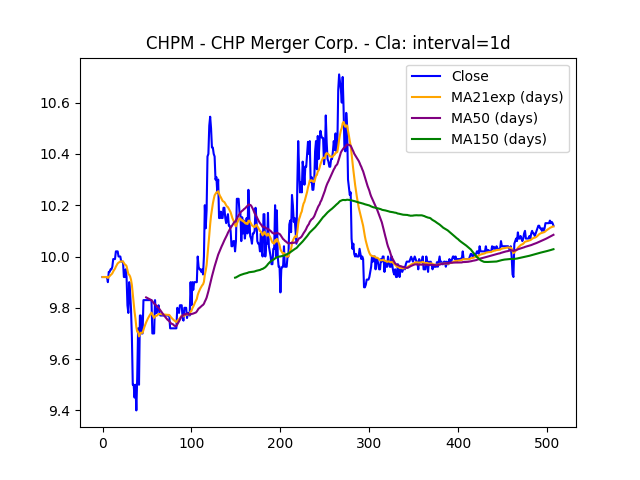 CHPM - CHP Merger Corp. - Cla: interval=1d
Close
MA21exp (days)
MA50 (days)
MA150 (days)
10.6
10.4
10.2
10.0
9.8
9.6
9.4
0 100 200 300 400 500